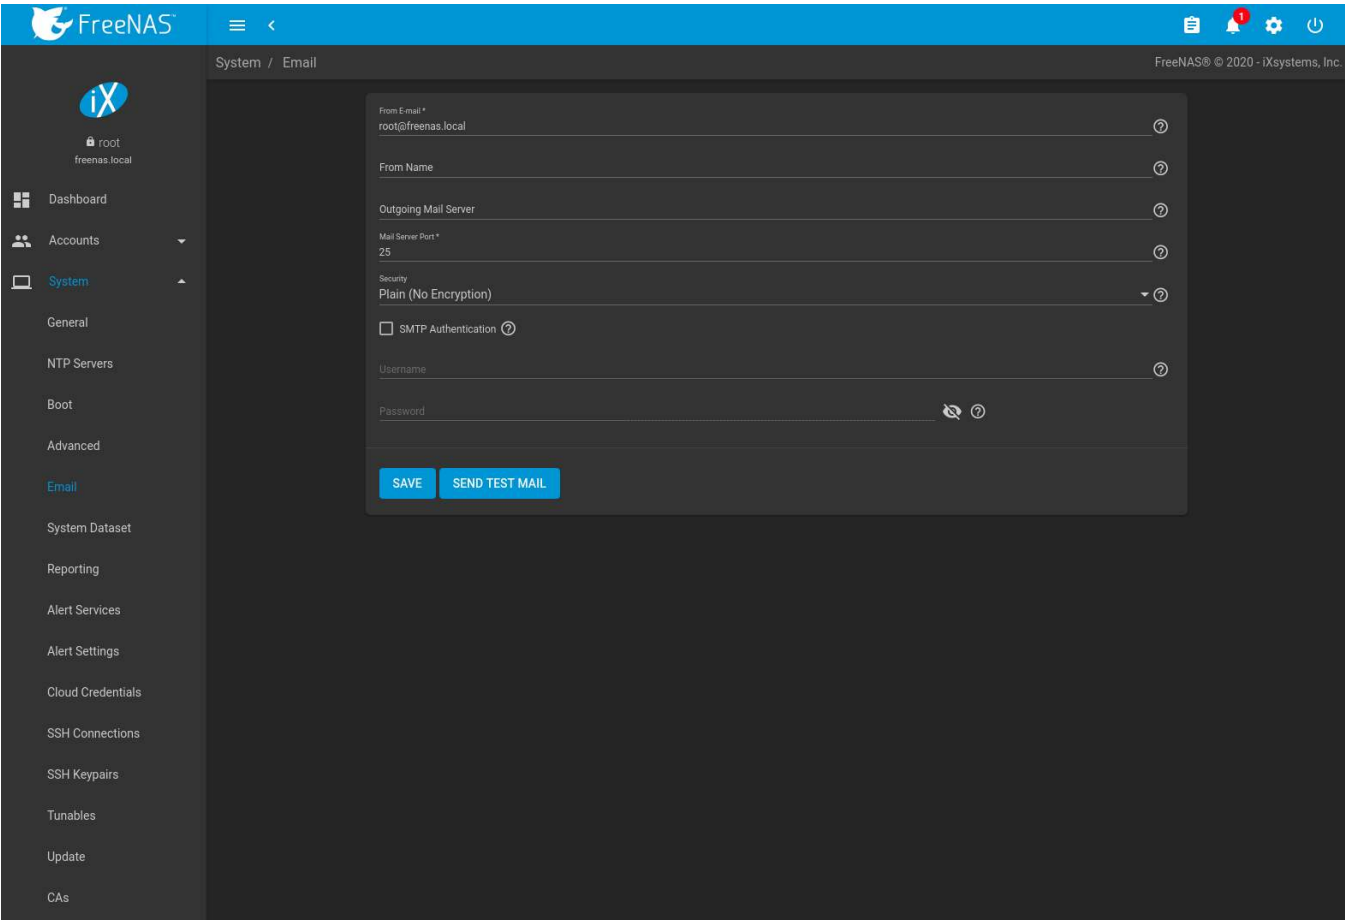 FreeNAS™
1
System / Email
FreeNAS® © 2020 - iXsystems, Inc.
iX
root
freenas.local
Dashboard
Accounts
System
General
NTP Servers
Boot
Advanced
Email
System Dataset
Reporting
Alert Services
Alert Settings
Cloud Credentials
SSH Connections
SSH Keypairs
Tunables
Update
CAs
From E-mail *
root@freenas.local
From Name
Outgoing Mail Server
Mail Server Port *
25
Security
Plain (No Encryption)
SMTP Authentication
Username
Password
SAVE SEND TEST MAIL